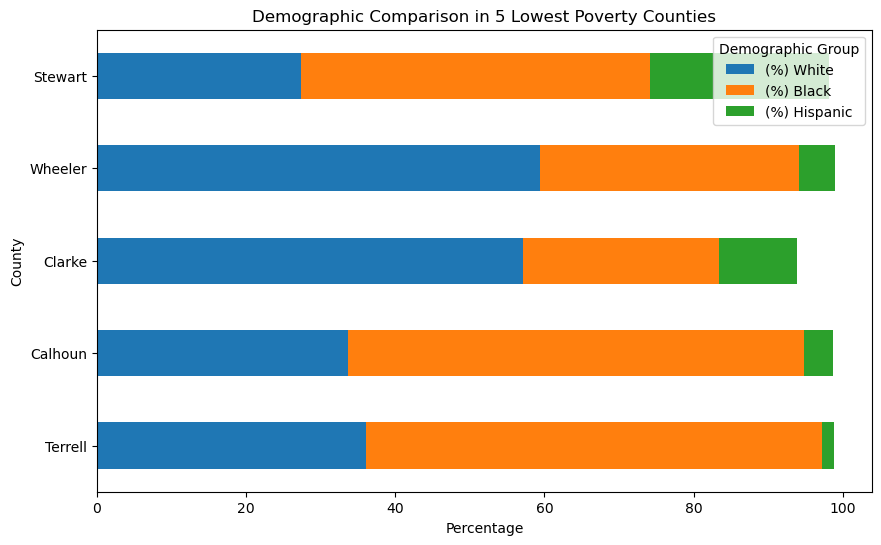 Demographic Comparison in 5 Lowest Poverty Counties
Demographic Group
(%) White
(%) Black
(%) Hispanic
County
Stewart
Wheeler
Clarke
Calhoun
Terrell
0 20 40 60 80 100
Percentage